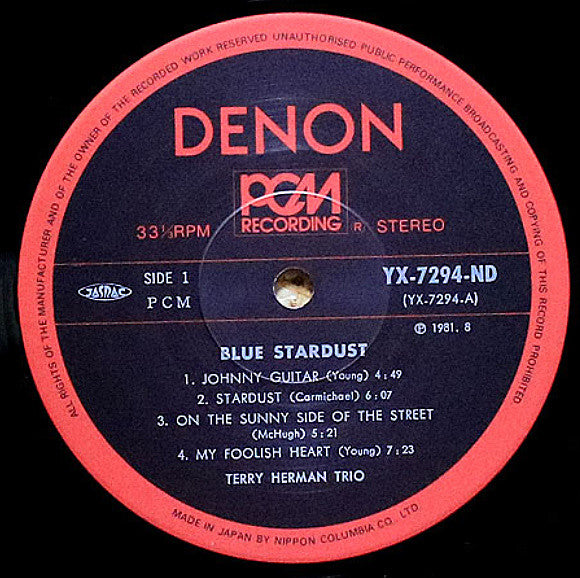 ALL RIGHTS OF THE MANUFACTURER AND OF THE OWNER OF THE RECORDED WORK RESERVED UNAUTHORISED PUBLIC PERFORMANCE BROADCASTING AND COPYING OF THIS RECORD PROHIBITED
DENON
PCM
RECORDING
33⅓RPM
R STEREO
JASRAC
SIDE 1
PCM
YX-7294-ND
(YX-7294-A)
Ⓟ 1981. 8
BLUE STARDUST
1. JOHNNY GUITAR (Young) 4:49
2. STARDUST (Carmichael) 6:07
3. ON THE SUNNY SIDE OF THE STREET
(McHugh) 5:21
4. MY FOOLISH HEART (Young) 7:23
TERRY HERMAN TRIO
MADE IN JAPAN BY NIPPON COLUMBIA CO., LTD